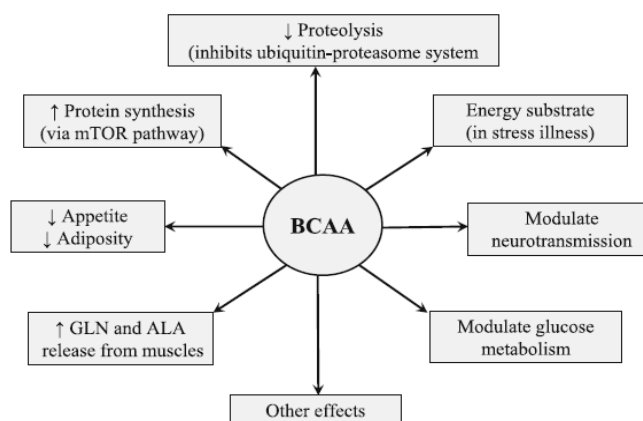 ↓ Proteolysis
(inhibits ubiquitin-proteasome system
↑ Protein synthesis
(via mTOR pathway)
Energy substrate
(in stress illness)
↓ Appetite
↓ Adiposity
BCAA
Modulate
neurotransmission
↑ GLN and ALA
release from muscles
Modulate glucose
metabolism
Other effects